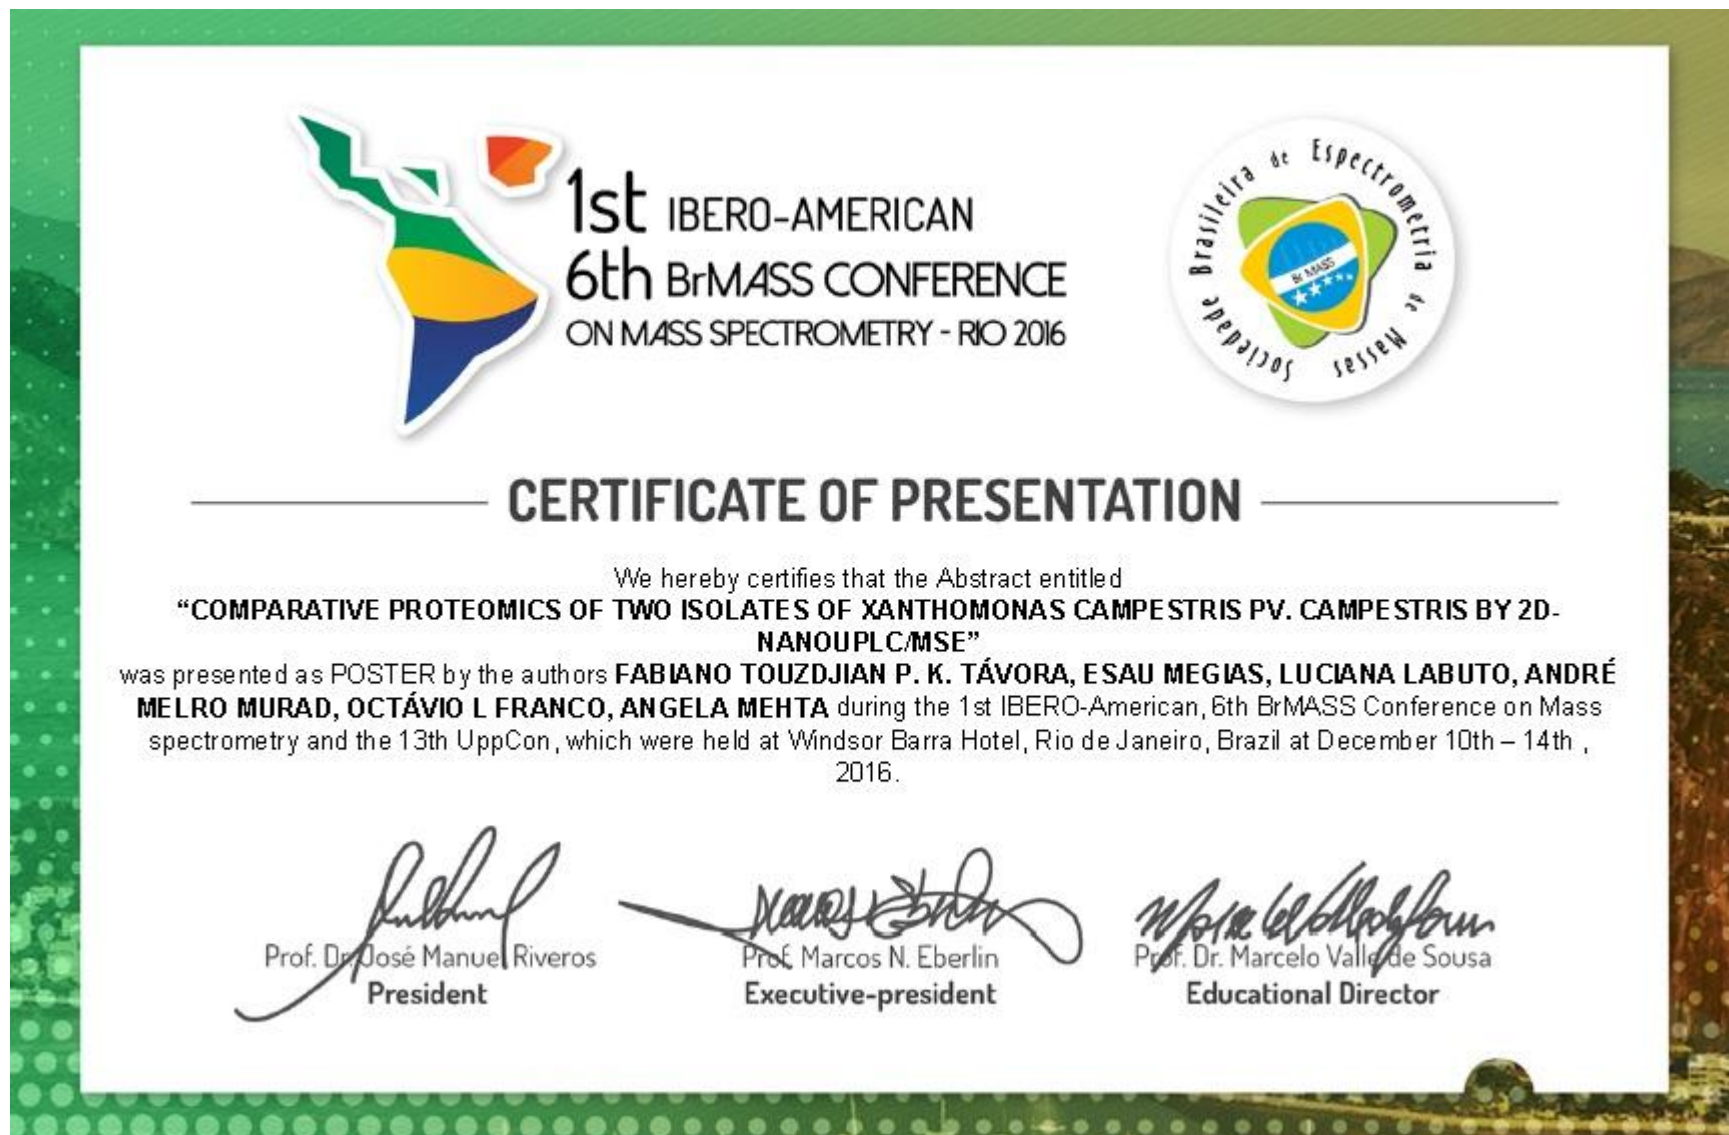 1st IBERO-AMERICAN
6th BrMASS CONFERENCE
ON MASS SPECTROMETRY - RIO 2016
Sociedade Brasileira de Espectrometria de Massas
Br MASS
CERTIFICATE OF PRESENTATION
We hereby certifies that the Abstract entitled
“COMPARATIVE PROTEOMICS OF TWO ISOLATES OF XANTHOMONAS CAMPESTRIS PV. CAMPESTRIS BY 2D-
NANOUPLC/MSE”
was presented as POSTER by the authors FABIANO TOUZDJIAN P. K. TÁVORA, ESAU MEGIAS, LUCIANA LABUTO, ANDRÉ
MELRO MURAD, OCTÁVIO L FRANCO, ANGELA MEHTA during the 1st IBERO-American, 6th BrMASS Conference on Mass
spectrometry and the 13th UppCon, which were held at Windsor Barra Hotel, Rio de Janeiro, Brazil at December 10th – 14th ,
2016.
Prof. Dr. José Manuel Riveros
President
Prof. Marcos N. Eberlin
Executive-president
Prof. Dr. Marcelo Valle de Sousa
Educational Director